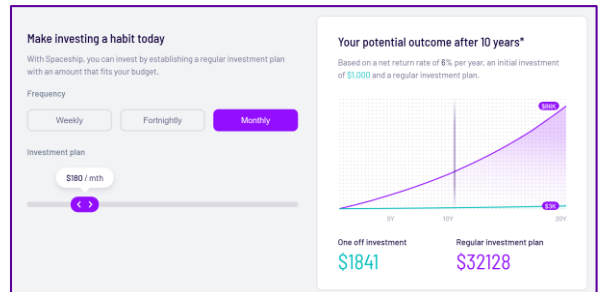 Make investing a habit today
With Spaceship, you can invest by establishing a regular investment plan
with an amount that fits your budget.
Frequency
Weekly
Fortnightly
Monthly
Investment plan
$180 / mth
Your potential outcome after 10 years*
Based on a net return rate of 6% per year, an initial investment
of $1,000 and a regular investment plan.
$86K
$3K
5Y
10Y
20Y
One off investment
$1841
Regular investment plan
$32128